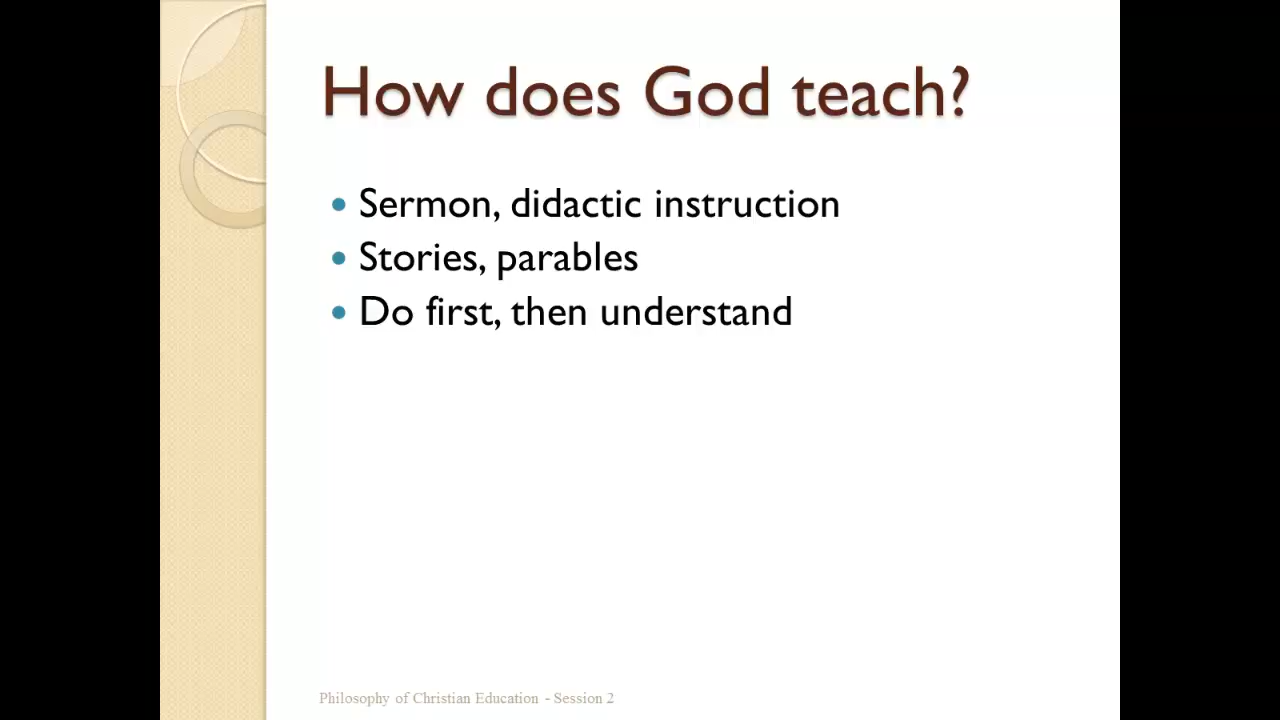 How does God teach?
• Sermon, didactic instruction
• Stories, parables
• Do first, then understand
Philosophy of Christian Education - Session 2